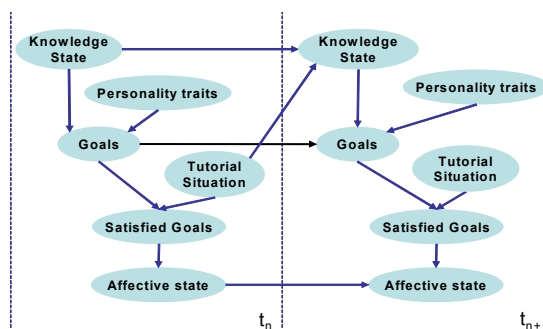 Knowledge
State
Personality traits
Goals
Tutorial
Situation
Satisfied Goals
Affective state
tn
Knowledge
State
Personality traits
Goals
Tutorial
Situation
Satisfied Goals
Affective state
tn+